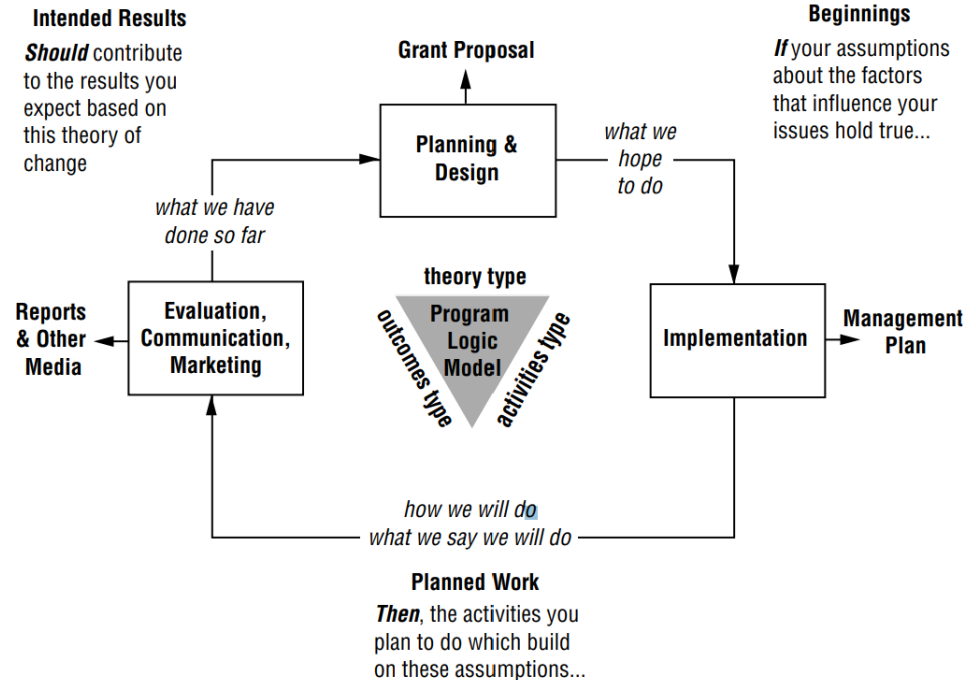 Intended Results
Should contribute
to the results you
expect based on
this theory of
change
Beginnings
If your assumptions
about the factors
that influence your
issues hold true...
Grant Proposal
Planning &
Design
what we
hope
to do
what we have
done so far
theory type
Program
Logic
Model
outcomes type
activities type
Reports
& Other
Media
Evaluation,
Communication,
Marketing
Implementation
Management
Plan
how we will do
what we say we will do
Planned Work
Then, the activities you
plan to do which build
on these assumptions...